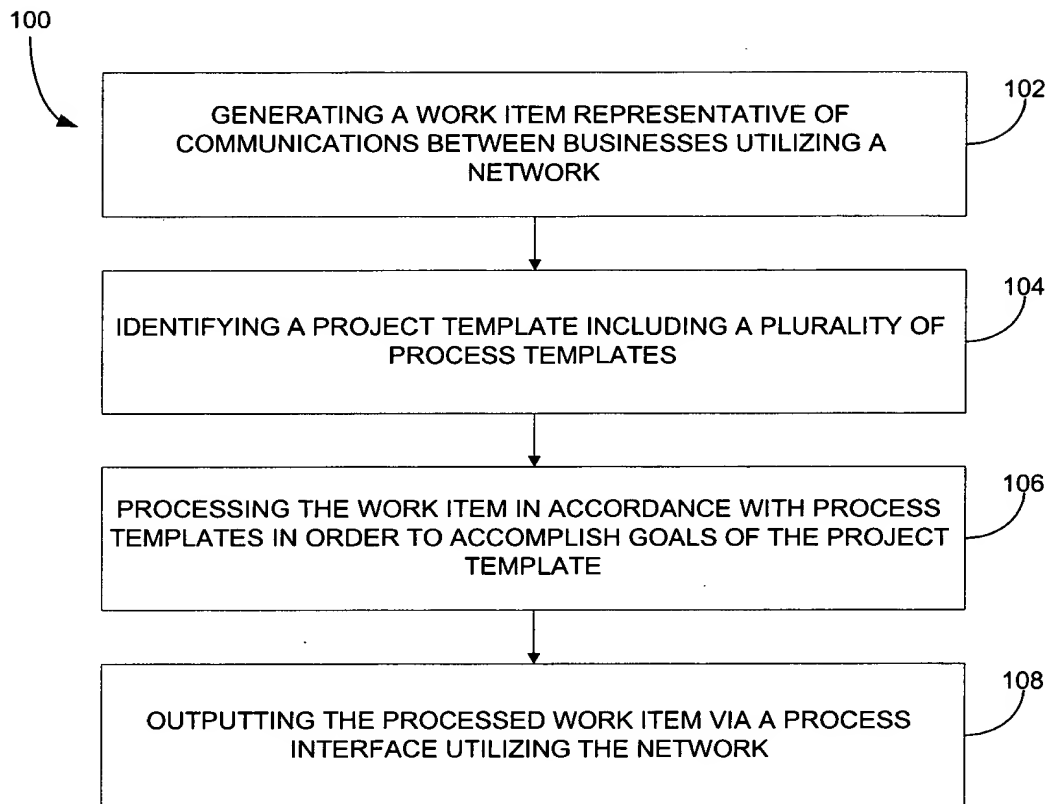 100
GENERATING A WORK ITEM REPRESENTATIVE OF
COMMUNICATIONS BETWEEN BUSINESSES UTILIZING A
NETWORK
102
IDENTIFYING A PROJECT TEMPLATE INCLUDING A PLURALITY OF
PROCESS TEMPLATES
104
PROCESSING THE WORK ITEM IN ACCORDANCE WITH PROCESS
TEMPLATES IN ORDER TO ACCOMPLISH GOALS OF THE PROJECT
TEMPLATE
106
OUTPUTTING THE PROCESSED WORK ITEM VIA A PROCESS
INTERFACE UTILIZING THE NETWORK
108